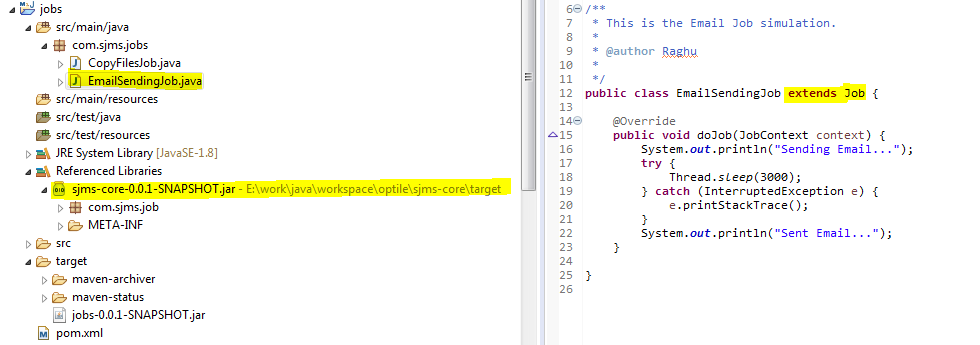 jobs
src/main/java
com.sjms.jobs
CopyFilesJob.java
EmailSendingJob.java
src/main/resources
src/test/java
src/test/resources
JRE System Library [JavaSE-1.8]
Referenced Libraries
sjms-core-0.0.1-SNAPSHOT.jar - E:\work\java\workspace\optile\sjms-core\target
com.sjms.job
META-INF
src
target
maven-archiver
maven-status
jobs-0.0.1-SNAPSHOT.jar
pom.xml
6 /**
7 * This is the Email Job simulation.
8 *
9 * @author Raghu
10 *
11 */
12 public class EmailSendingJob extends Job {
13
14 @Override
15 public void doJob(JobContext context) {
16 System.out.println("Sending Email...");
17 try {
18 Thread.sleep(3000);
19 } catch (InterruptedException e) {
20 e.printStackTrace();
21 }
22 System.out.println("Sent Email...");
23 }
24
25 }
26